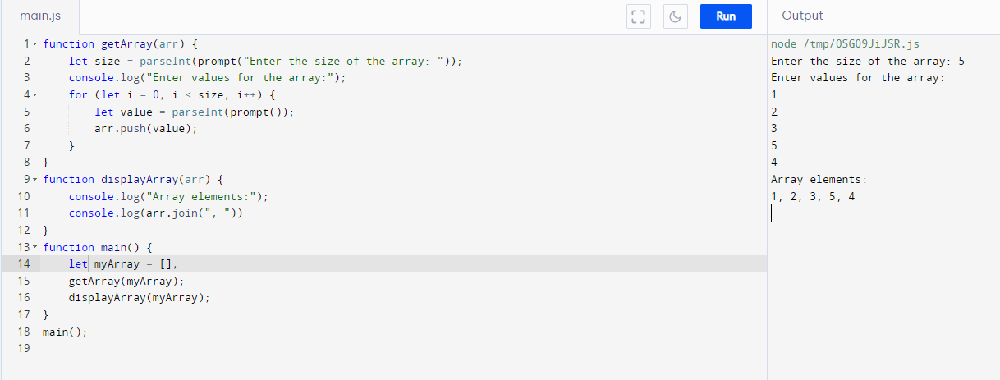 main.js
Run
Output
1 function getArray(arr) {
2     let size = parseInt(prompt("Enter the size of the array: "));
3     console.log("Enter values for the array:");
4     for (let i = 0; i < size; i++) {
5         let value = parseInt(prompt());
6         arr.push(value);
7     }
8 }
9 function displayArray(arr) {
10     console.log("Array elements:");
11     console.log(arr.join(", "))
12 }
13 function main() {
14     let myArray = [];
15     getArray(myArray);
16     displayArray(myArray);
17 }
18 main();
19
node /tmp/OSGO9JiJSR.js
Enter the size of the array: 5
Enter values for the array:
1
2
3
5
4
Array elements:
1, 2, 3, 5, 4